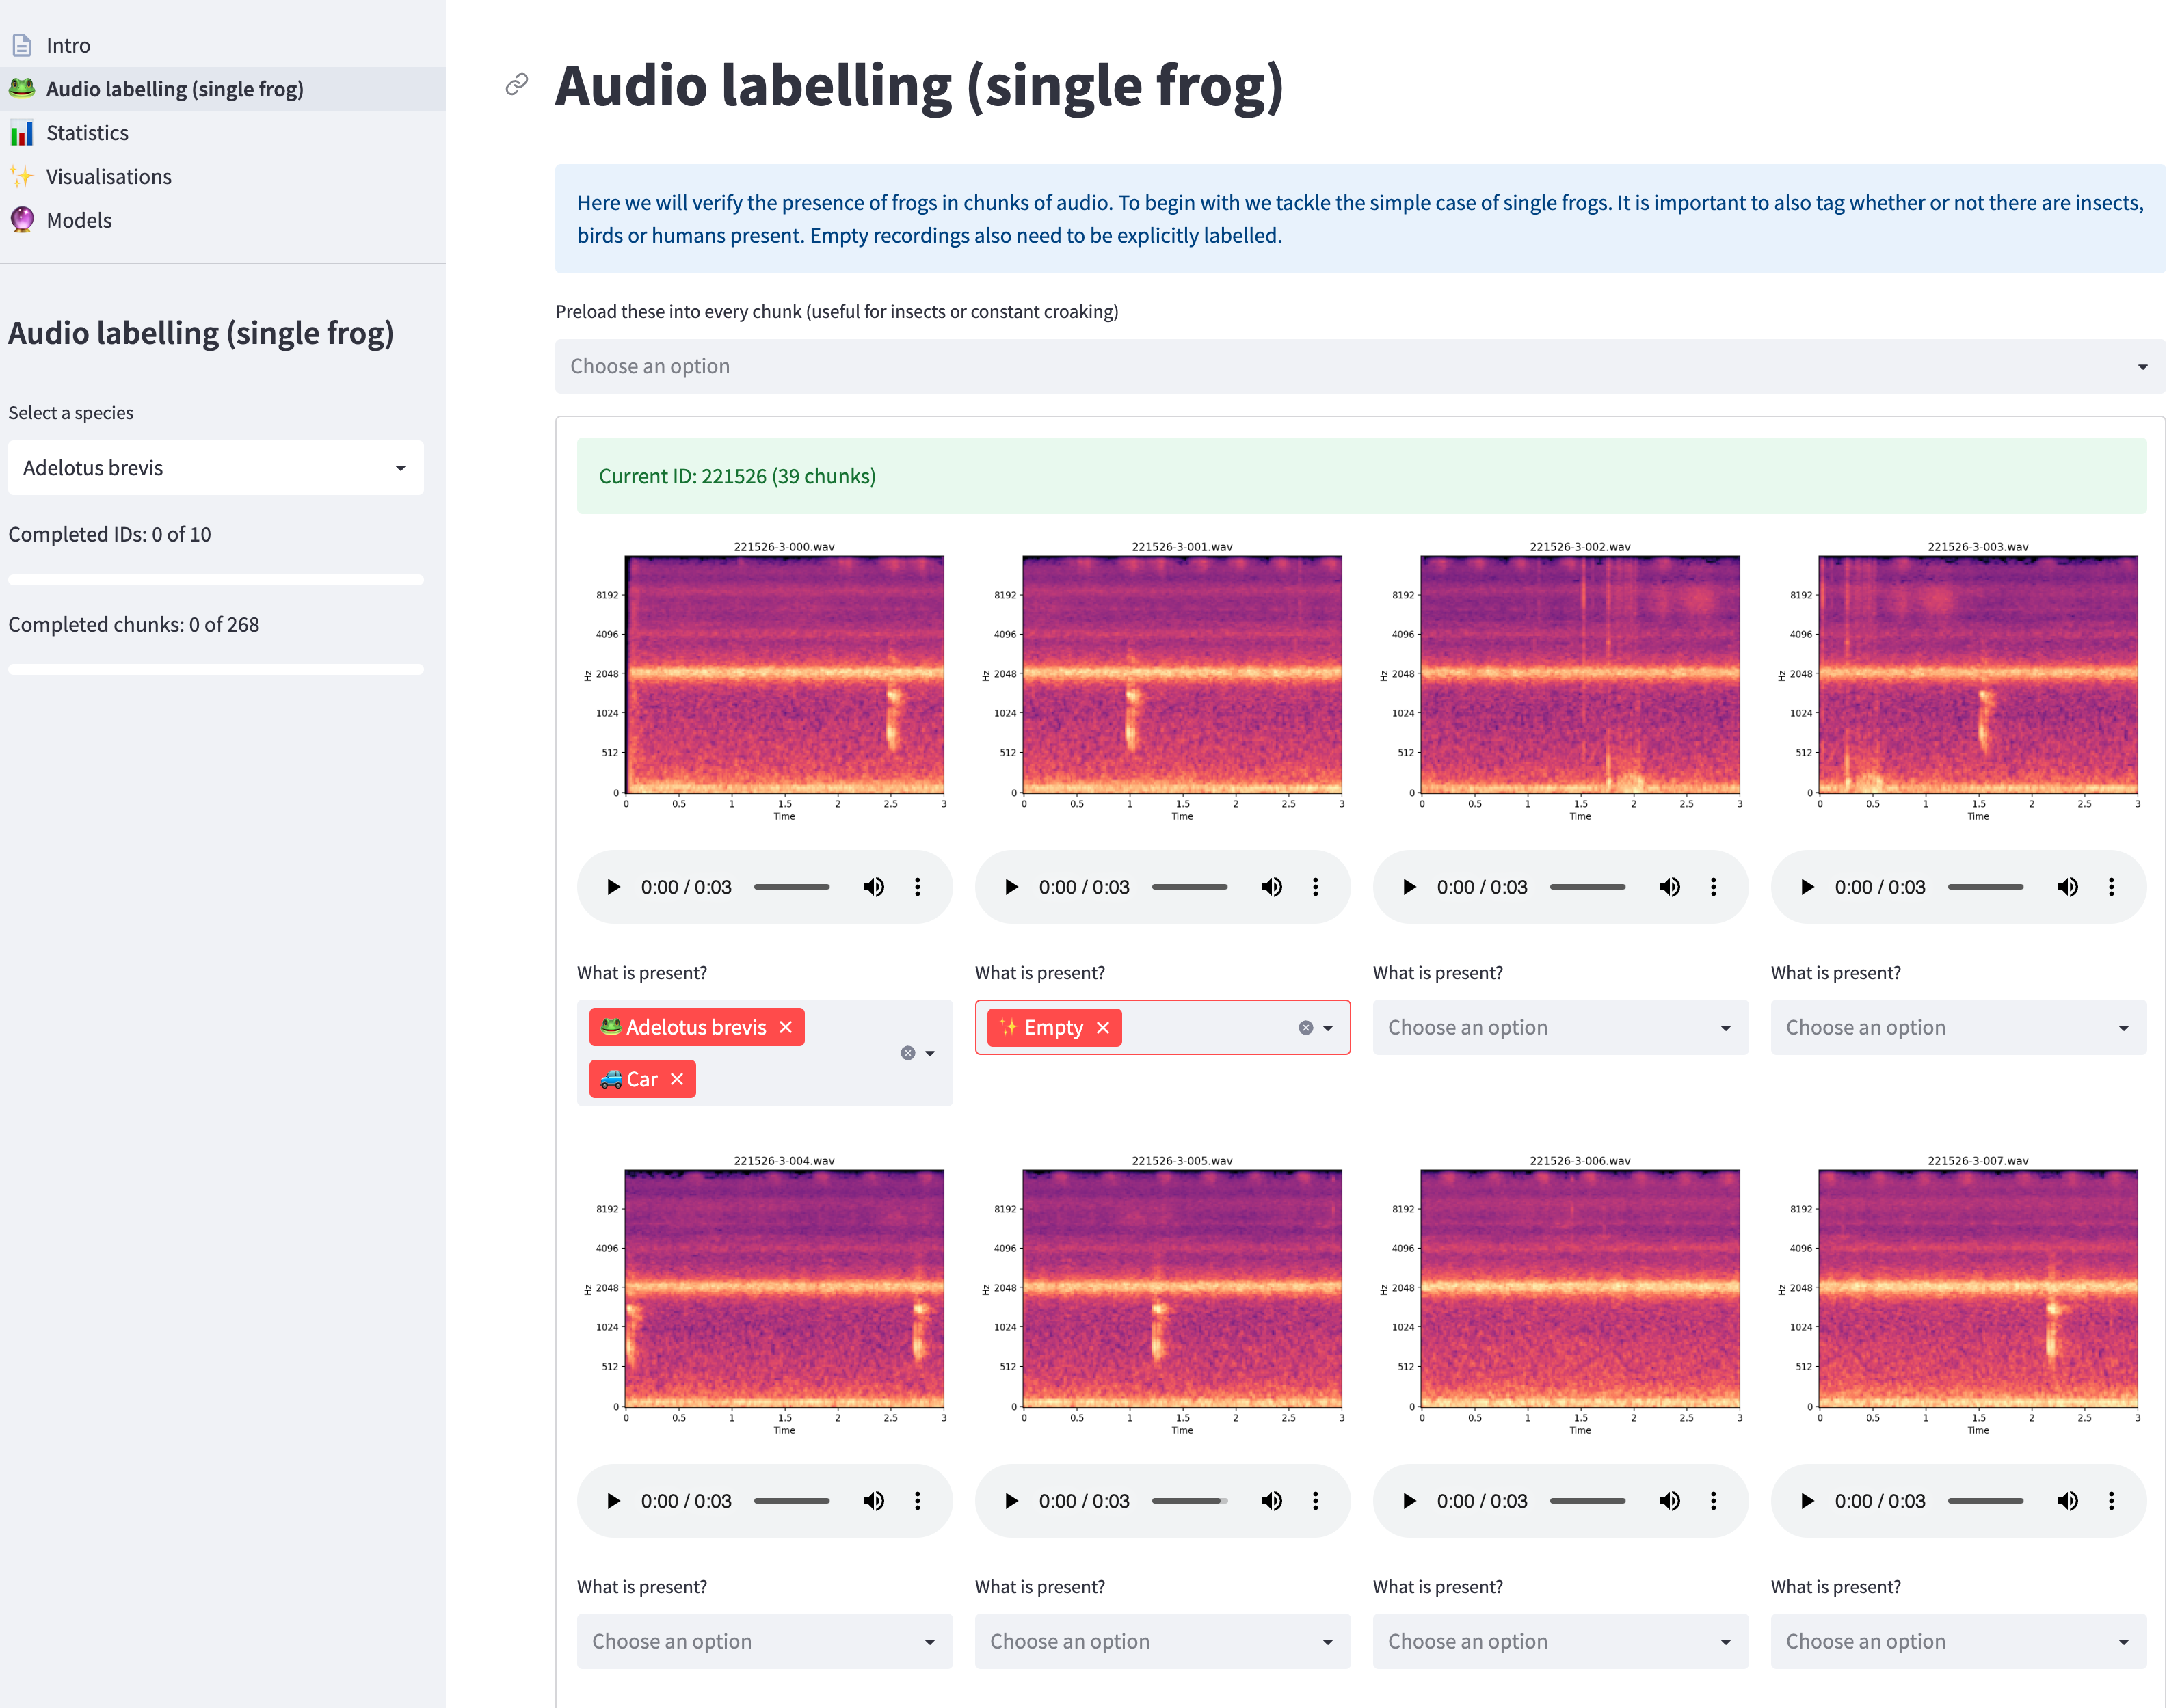 Intro
Audio labelling (single frog)
Statistics
Visualisations
Models
Audio labelling (single frog)
Select a species
Adelotus brevis
Completed IDs: 0 of 10
Completed chunks: 0 of 268
Audio labelling (single frog)
Here we will verify the presence of frogs in chunks of audio. To begin with we tackle the simple case of single frogs. It is important to also tag whether or not there are insects,
birds or humans present. Empty recordings also need to be explicitly labelled.
Preload these into every chunk (useful for insects or constant croaking)
Choose an option
Current ID: 221526 (39 chunks)
221526-3-000.wav
8192
4096
2048
1024
512
0
Hz
0 0.5 1 1.5 2 2.5 3
Time
221526-3-001.wav
8192
4096
2048
1024
512
0
Hz
0 0.5 1 1.5 2 2.5 3
Time
221526-3-002.wav
8192
4096
2048
1024
512
0
Hz
0 0.5 1 1.5 2 2.5 3
Time
221526-3-003.wav
8192
4096
2048
1024
512
0
Hz
0 0.5 1 1.5 2 2.5 3
Time
0:00 / 0:03
0:00 / 0:03
0:00 / 0:03
0:00 / 0:03
What is present?
Adelotus brevis
Car
What is present?
Empty
What is present?
Choose an option
What is present?
Choose an option
221526-3-004.wav
8192
4096
2048
1024
512
0
Hz
0 0.5 1 1.5 2 2.5 3
Time
221526-3-005.wav
8192
4096
2048
1024
512
0
Hz
0 0.5 1 1.5 2 2.5 3
Time
221526-3-006.wav
8192
4096
2048
1024
512
0
Hz
0 0.5 1 1.5 2 2.5 3
Time
221526-3-007.wav
8192
4096
2048
1024
512
0
Hz
0 0.5 1 1.5 2 2.5 3
Time
0:00 / 0:03
0:00 / 0:03
0:00 / 0:03
0:00 / 0:03
What is present?
Choose an option
What is present?
Choose an option
What is present?
Choose an option
What is present?
Choose an option